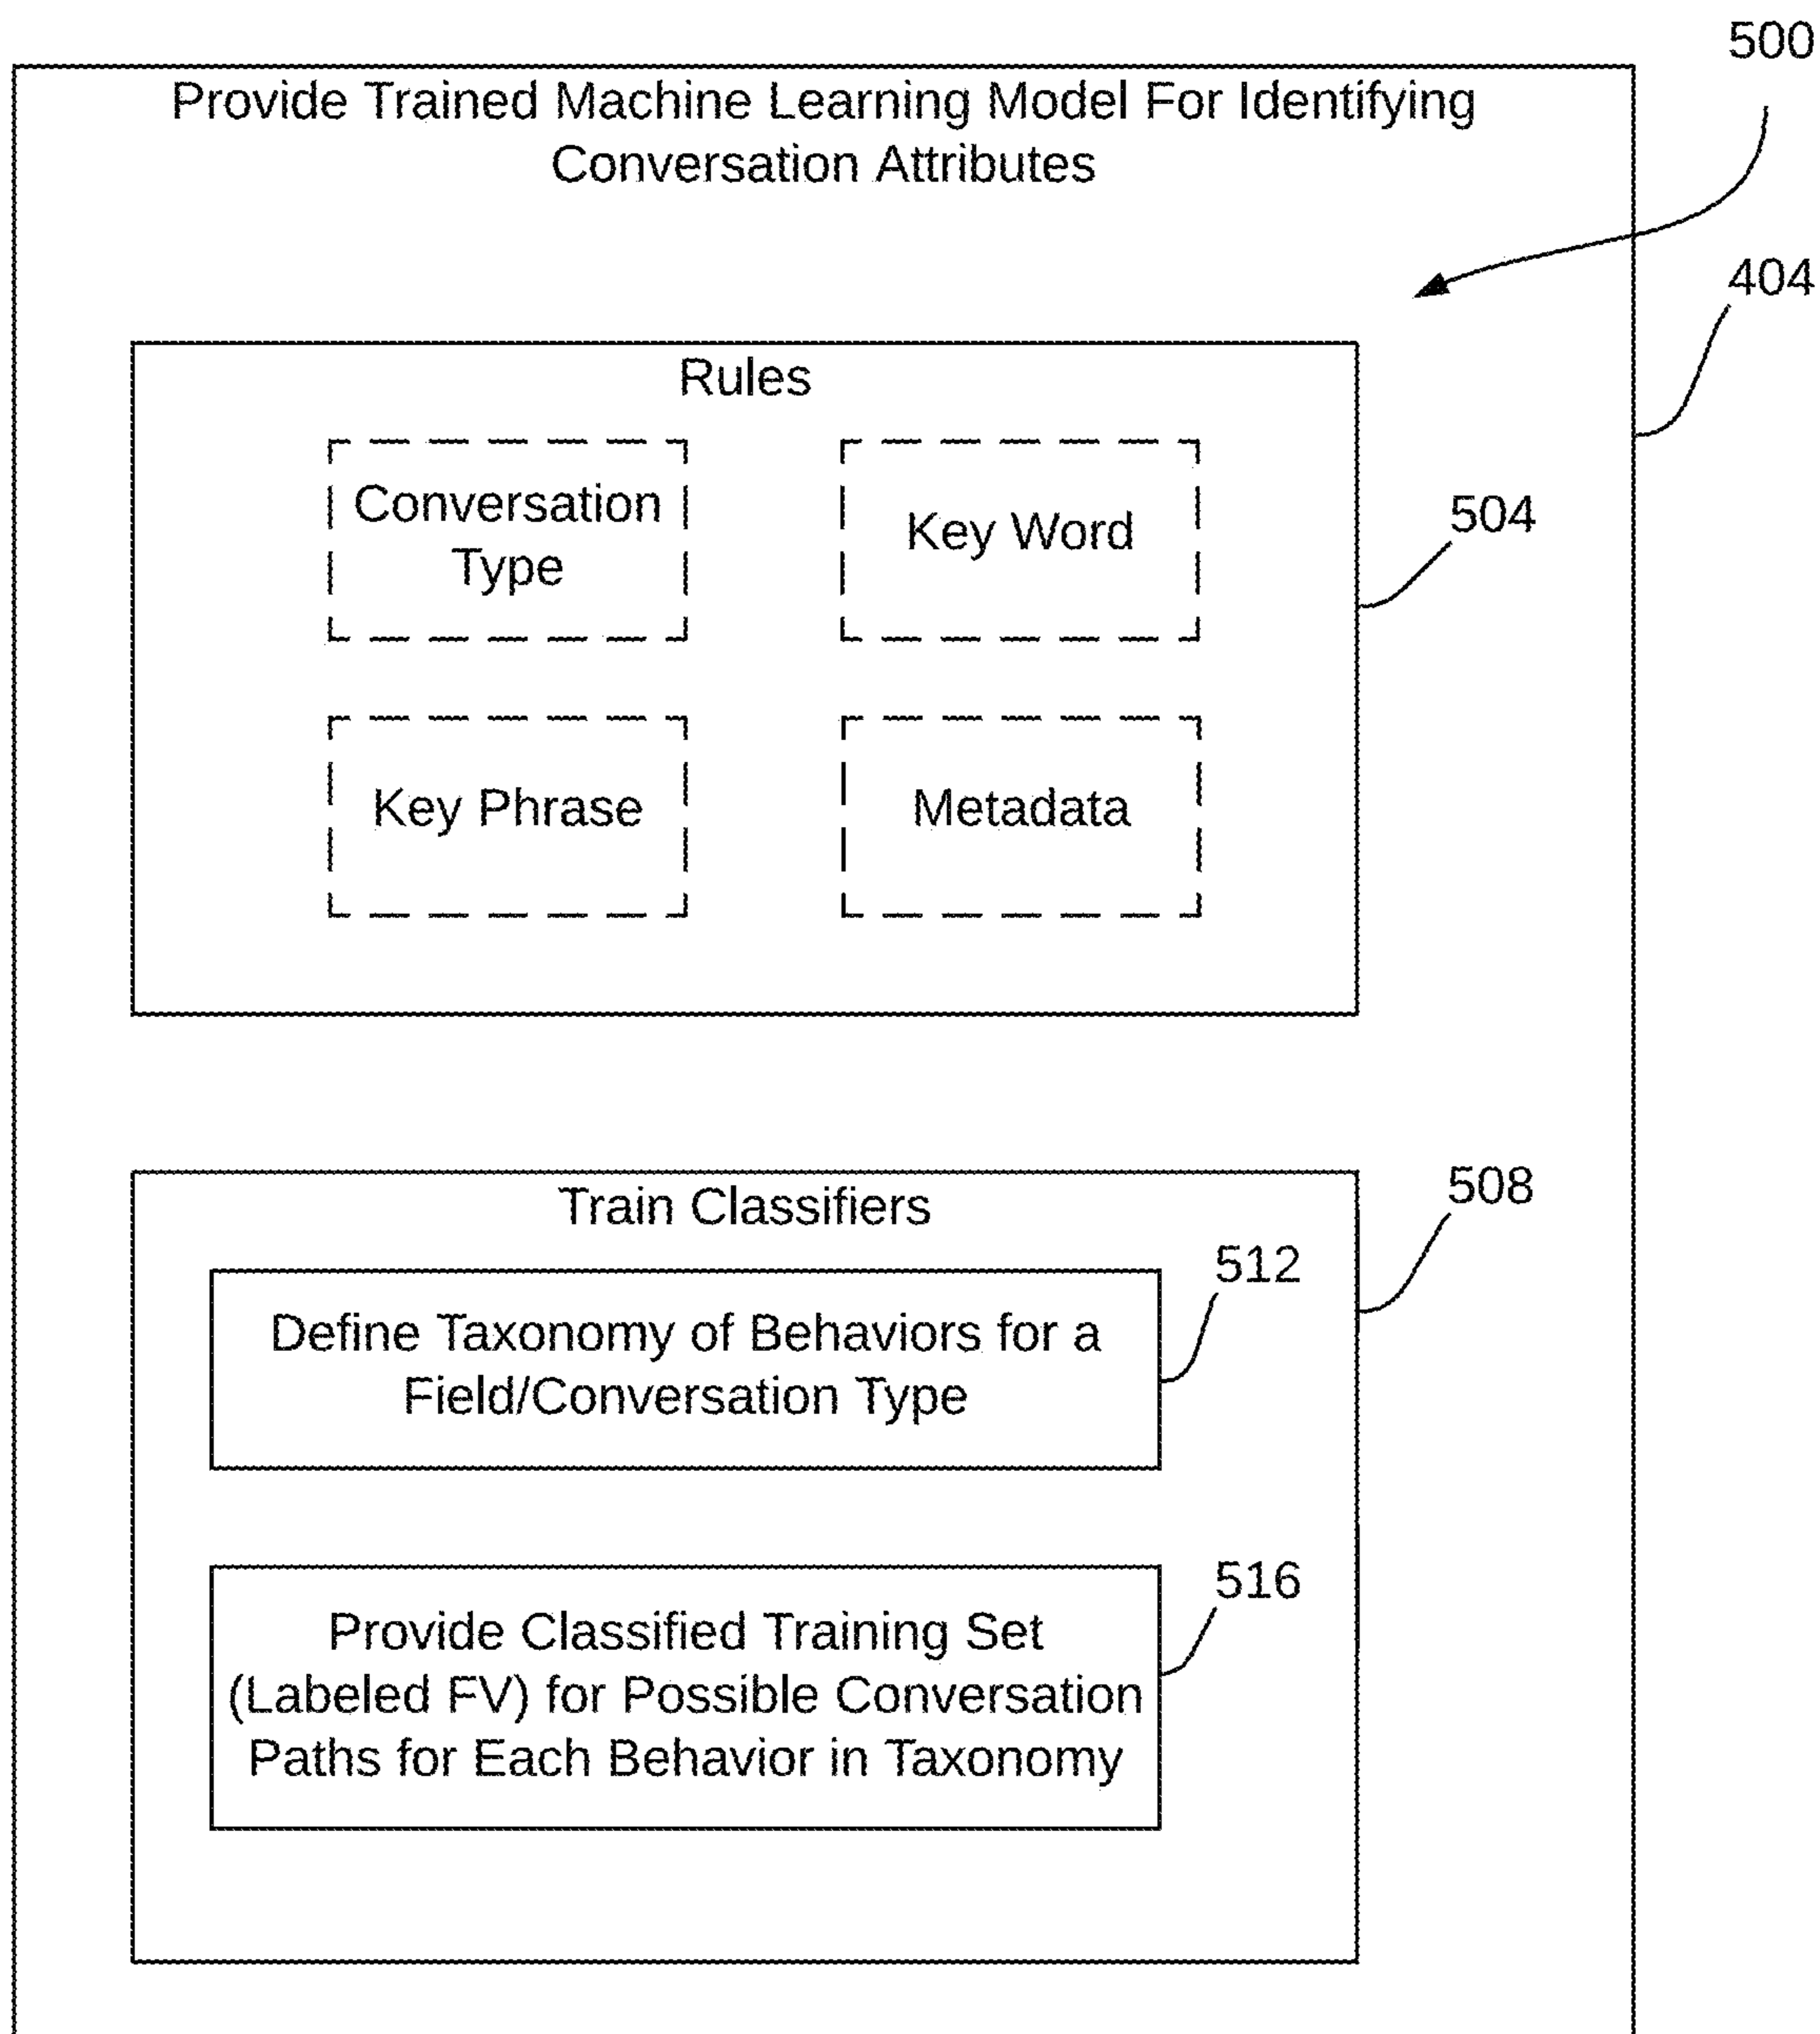 500
Provide Trained Machine Learning Model For Identifying
Conversation Attributes
404
Rules
Conversation
Type
Key Word
504
Key Phrase
Metadata
508
Train Classifiers
512
Define Taxonomy of Behaviors for a
Field/Conversation Type
516
Provide Classified Training Set
(Labeled FV) for Possible Conversation
Paths for Each Behavior in Taxonomy